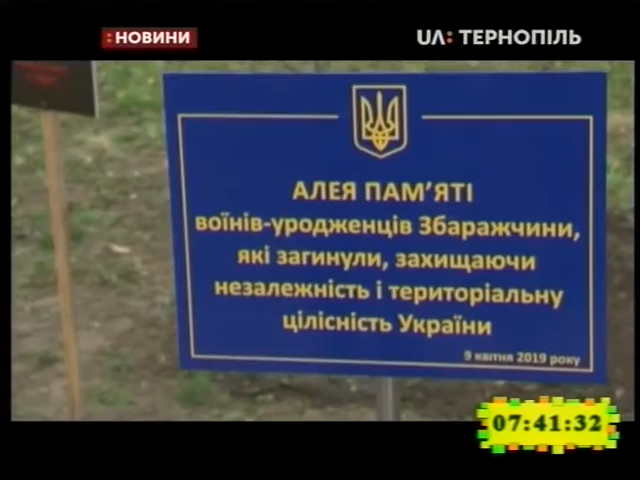 :НОВИНИ
UA: ТЕРНОПІЛЬ
АЛЕЯ ПАМ’ЯТІ
воїнів-уродженців Збаражчини,
які загинули, захищаючи
незалежність і територіальну
цілісність України
9 квітня 2019 року
07:41:32